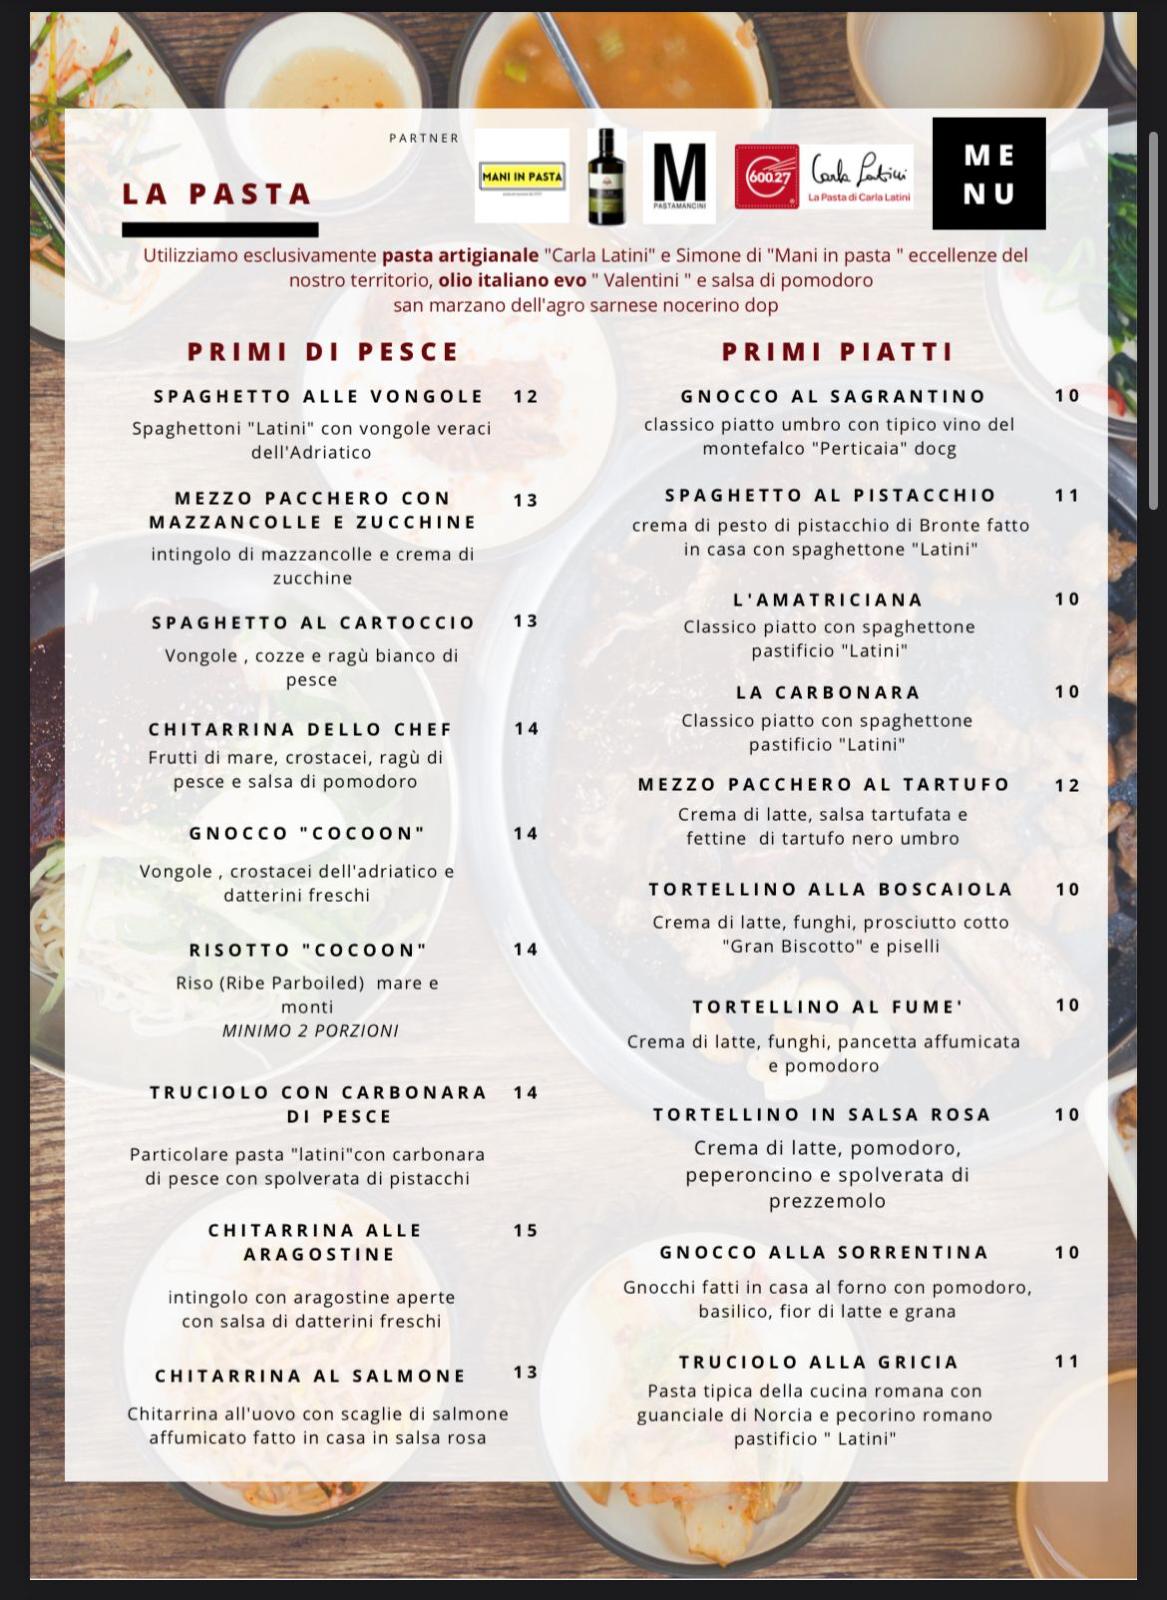 PARTNER
MANI IN PASTA
M
PASTAMANCINI
600.27
Carla Latini
La Pasta di Carla Latini
ME
NU
LA PASTA
Utilizziamo esclusivamente pasta artigianale "Carla Latini" e Simone di "Mani in pasta " eccellenze del
nostro territorio, olio italiano evo " Valentini " e salsa di pomodoro
san marzano dell'agro sarnese nocerino dop
PRIMI DI PESCE
SPAGHETTO ALLE VONGOLE 12
Spaghettoni "Latini" con vongole veraci
dell'Adriatico
MEZZO PACCHERO CON 13
MAZZANCOLLE E ZUCCHINE
intingolo di mazzancolle e crema di
zucchine
SPAGHETTO AL CARTOCCIO 13
Vongole , cozze e ragù bianco di
pesce
CHITARRINA DELLO CHEF 14
Frutti di mare, crostacei, ragù di
pesce e salsa di pomodoro
GNOCCO "COCOON" 14
Vongole , crostacei dell'adriatico e
datterini freschi
RISOTTO "COCOON" 14
Riso (Ribe Parboiled)  mare e
monti
MINIMO 2 PORZIONI
TRUCIOLO CON CARBONARA 14
DI PESCE
Particolare pasta "latini"con carbonara
di pesce con spolverata di pistacchi
CHITARRINA ALLE 15
ARAGOSTINE
intingolo con aragostine aperte
con salsa di datterini freschi
CHITARRINA AL SALMONE 13
Chitarrina all'uovo con scaglie di salmone
affumicato fatto in casa in salsa rosa
PRIMI PIATTI
GNOCCO AL SAGRANTINO 10
classico piatto umbro con tipico vino del
montefalco "Perticaia" docg
SPAGHETTO AL PISTACCHIO 11
crema di pesto di pistacchio di Bronte fatto
in casa con spaghettone "Latini"
L'AMATRICIANA 10
Classico piatto con spaghettone
pastificio "Latini"
LA CARBONARA 10
Classico piatto con spaghettone
pastificio "Latini"
MEZZO PACCHERO AL TARTUFO 12
Crema di latte, salsa tartufata e
fettine  di tartufo nero umbro
TORTELLINO ALLA BOSCAIOLA 10
Crema di latte, funghi, prosciutto cotto
"Gran Biscotto" e piselli
TORTELLINO AL FUME' 10
Crema di latte, funghi, pancetta affumicata
e pomodoro
TORTELLINO IN SALSA ROSA 10
Crema di latte, pomodoro,
peperoncino e spolverata di
prezzemolo
GNOCCO ALLA SORRENTINA 10
Gnocchi fatti in casa al forno con pomodoro,
basilico, fior di latte e grana
TRUCIOLO ALLA GRICIA 11
Pasta tipica della cucina romana con
guanciale di Norcia e pecorino romano
pastificio " Latini"